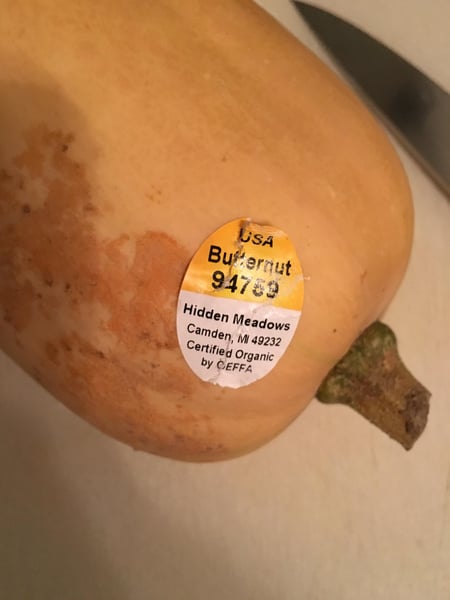 USA
Butternut
94759
Hidden Meadows
Camden, MI 49232
Certified Organic
by OEFFA